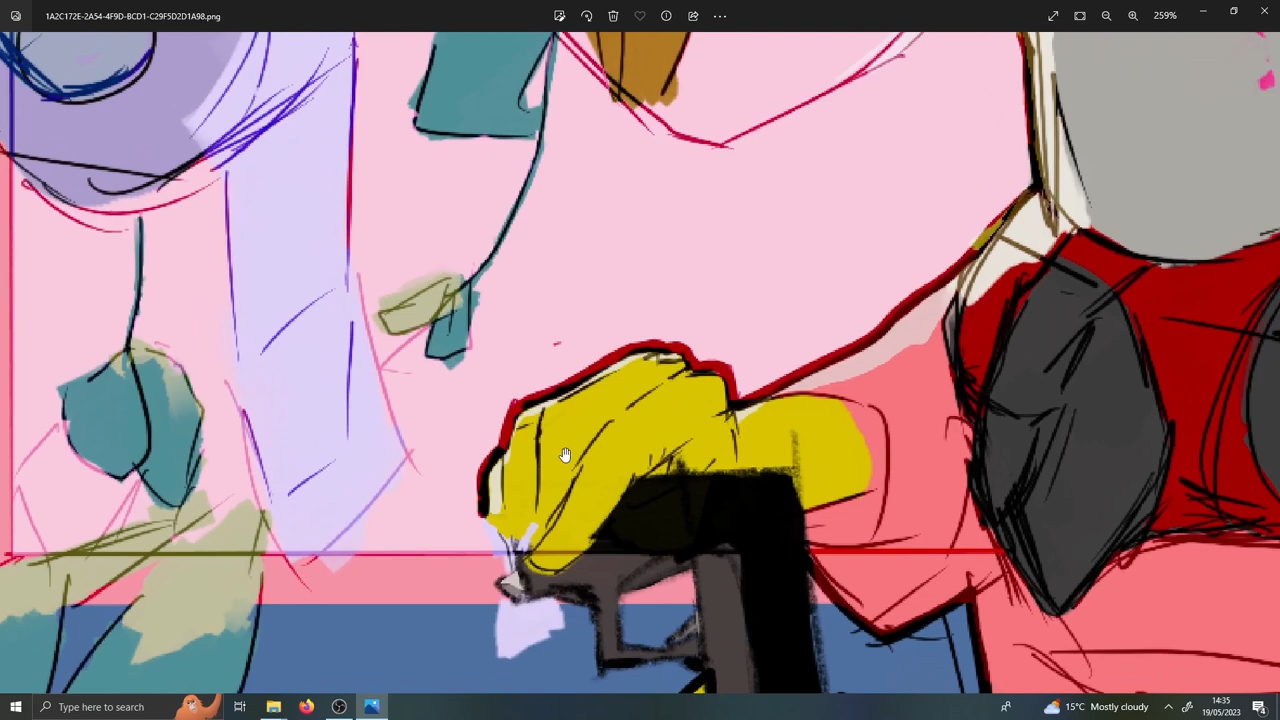 1A2C172E-2A54-4F9D-BCD1-C29F5D2D1A98.png
259%
Type here to search
15°C Mostly cloudy
14:35
19/05/2023
4